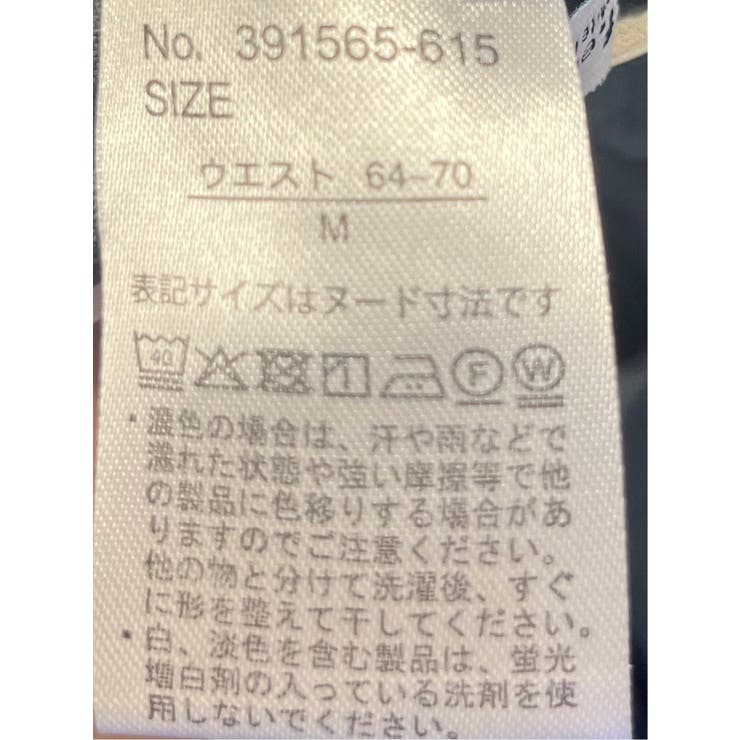 No. 391565-615
SIZE
ウエスト 64-70
M
表記サイズはヌード寸法です
40 F W
・濃色の場合は、汗や雨などで
濡れた状態や強い摩擦等で他
の製品に色移りする場合があ
りますのでご注意ください。
他の物と分けて洗濯後、すぐ
に形を整えて干してください。
・白、淡色を含む製品は、蛍光
増白剤の入っている洗剤を使
用しないでください。